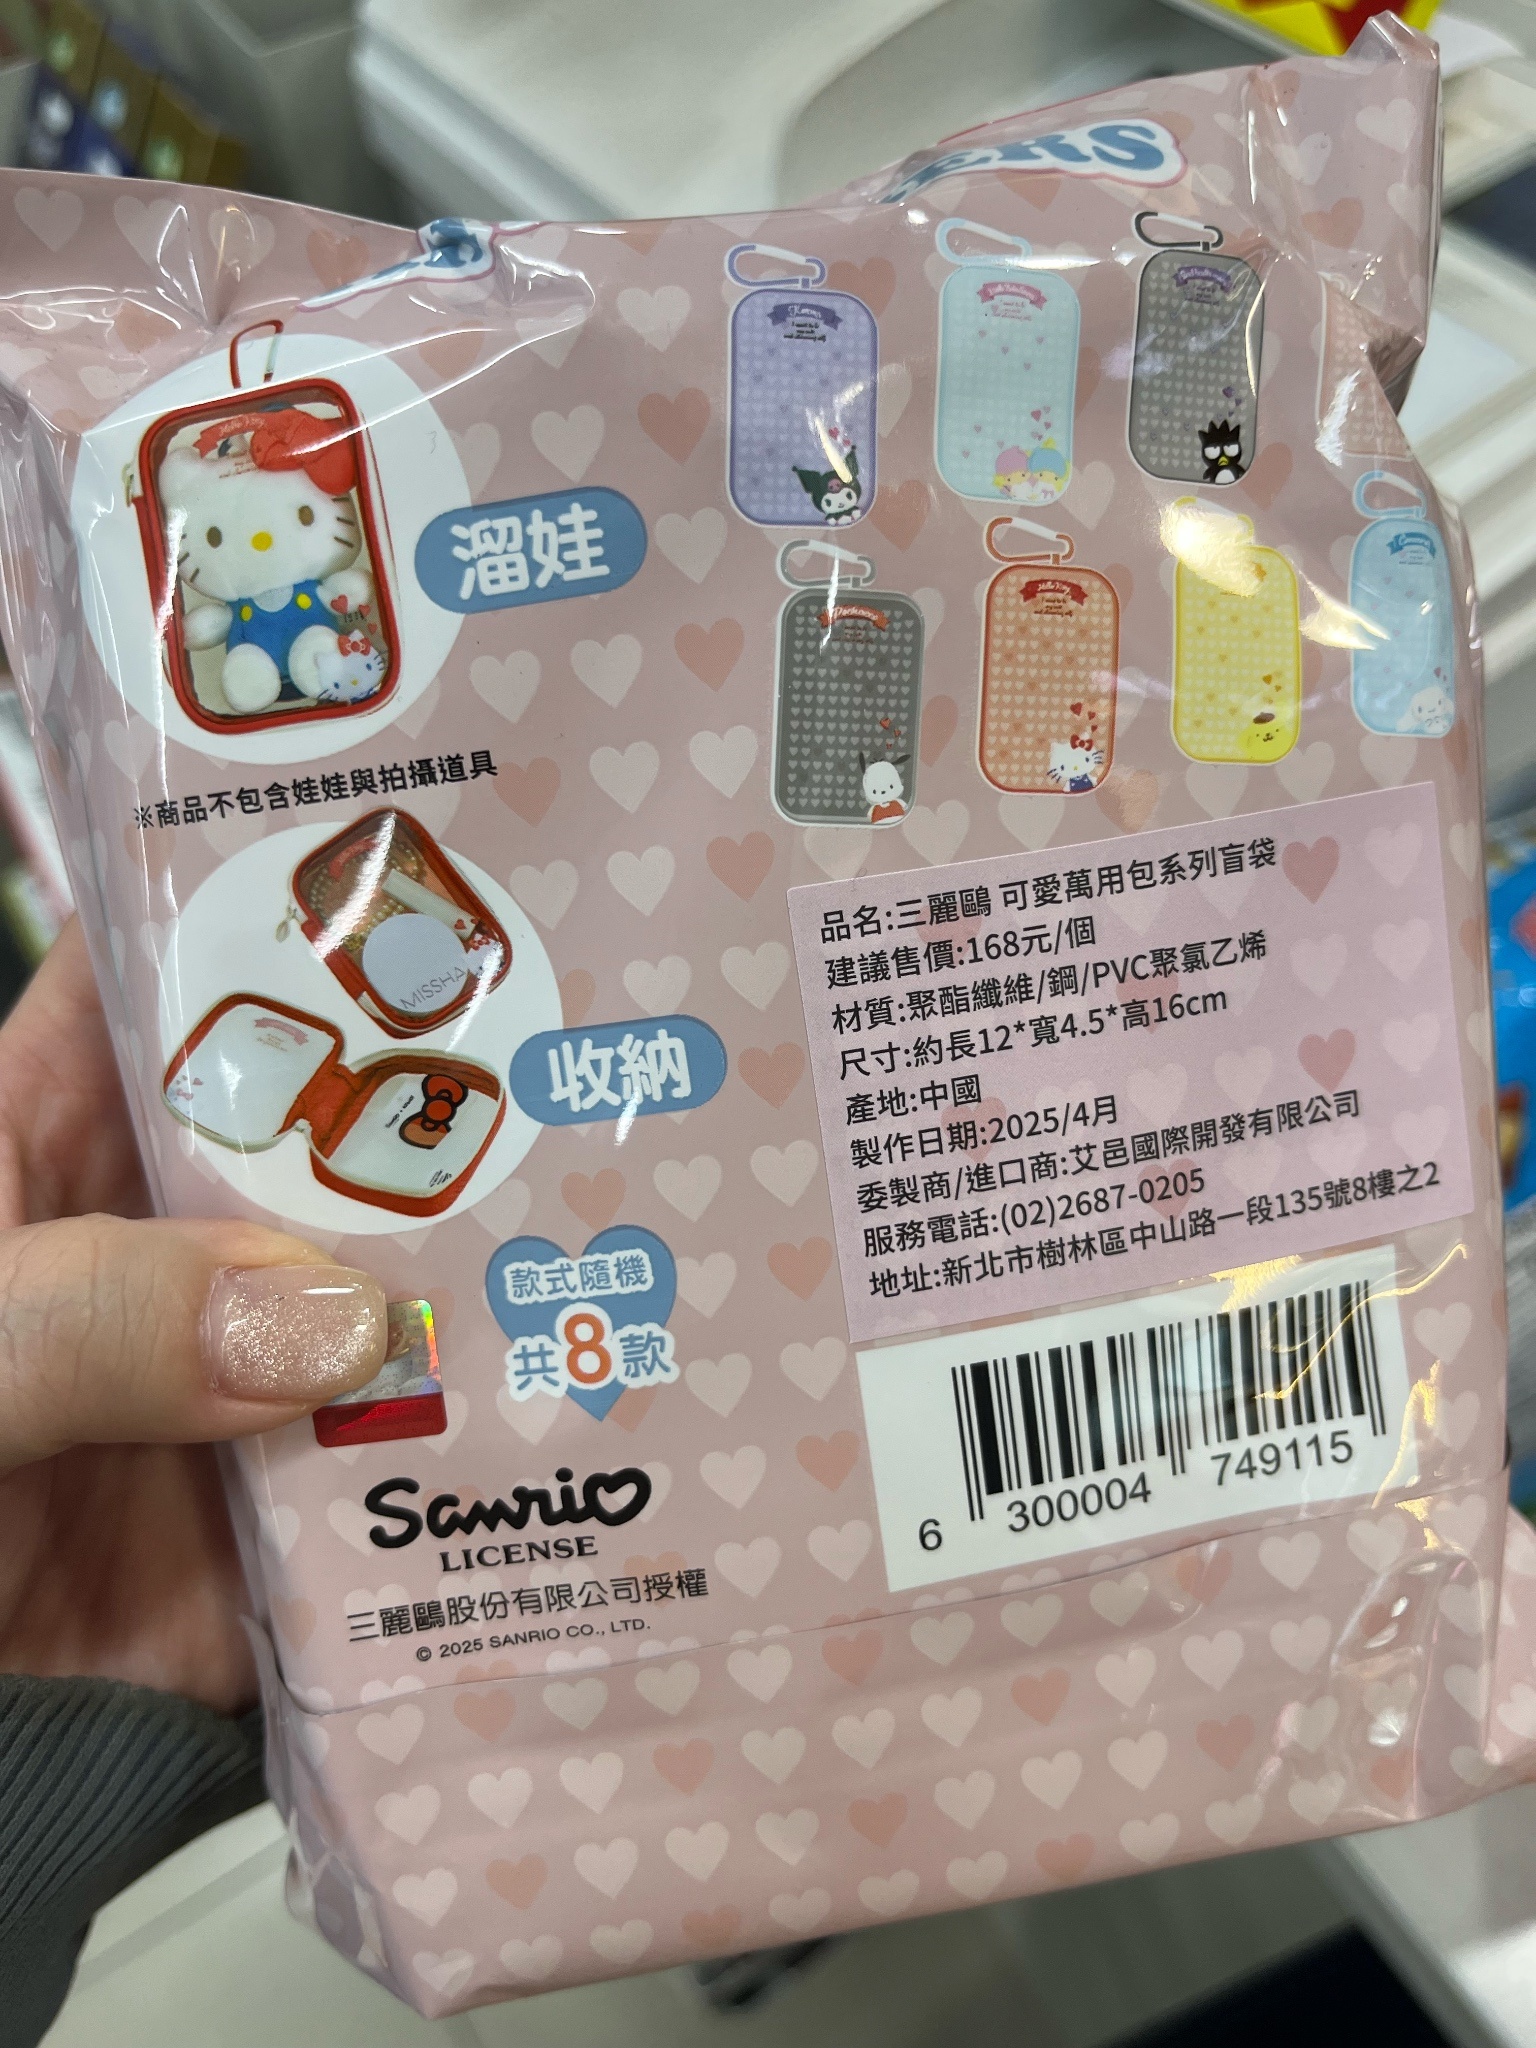 ERS
溜娃
※商品不包含娃娃與拍攝道具
MISSHA
收納
款式隨機
共8款
Sanrio
LICENSE
三麗鷗股份有限公司授權
© 2025 SANRIO CO., LTD.
Kuromi
Pochacco
Hello Kitty
品名:三麗鷗 可愛萬用包系列盲袋
建議售價:168元/個
材質:聚酯纖維/鋼/PVC聚氯乙烯
尺寸:約長12*寬4.5*高16cm
產地:中國
製作日期:2025/4月
委製商/進口商:艾邑國際開發有限公司
服務電話:(02)2687-0205
地址:新北市樹林區中山路一段135號8樓之2
6 300004 749115